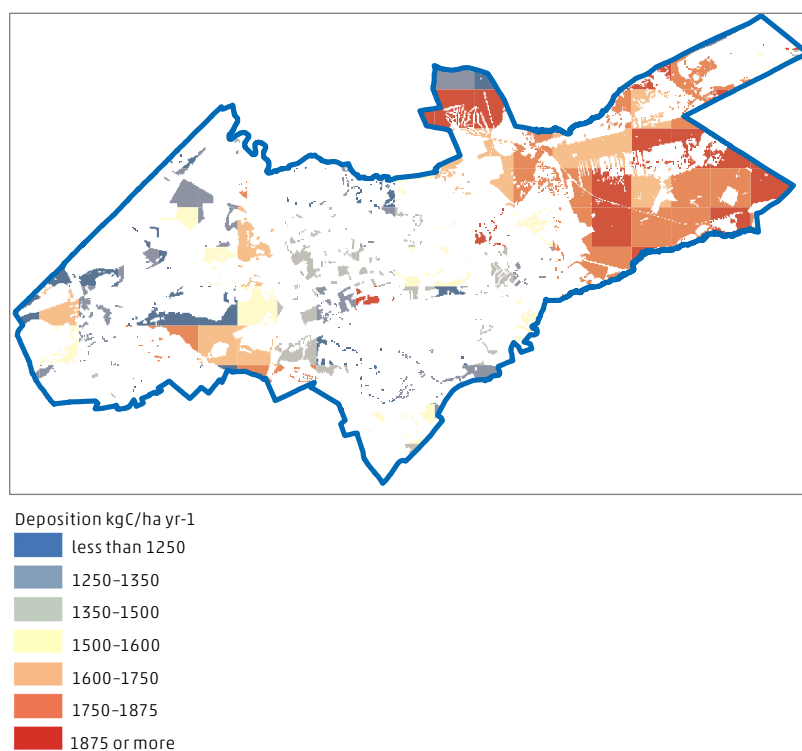 Deposition kgC/ha yr-1
less than 1250
1250–1350
1350–1500
1500–1600
1600–1750
1750–1875
1875 or more